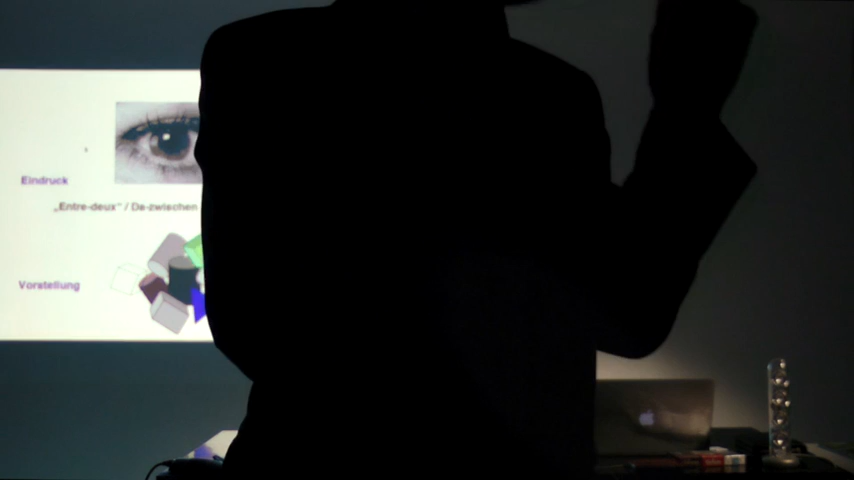 Eindruck
„Entre-deux“ / Da-zwischen
Vorstellung